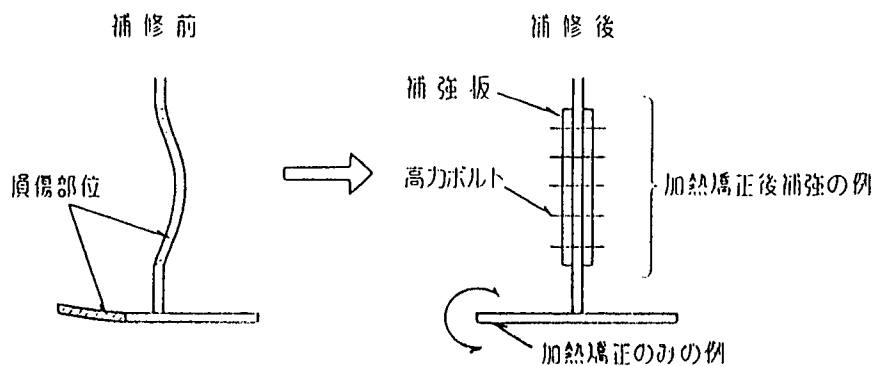 補修前
補修後
補強板
損傷部位
高力ボルト
加熱矯正後補強の例
加熱矯正のみの例